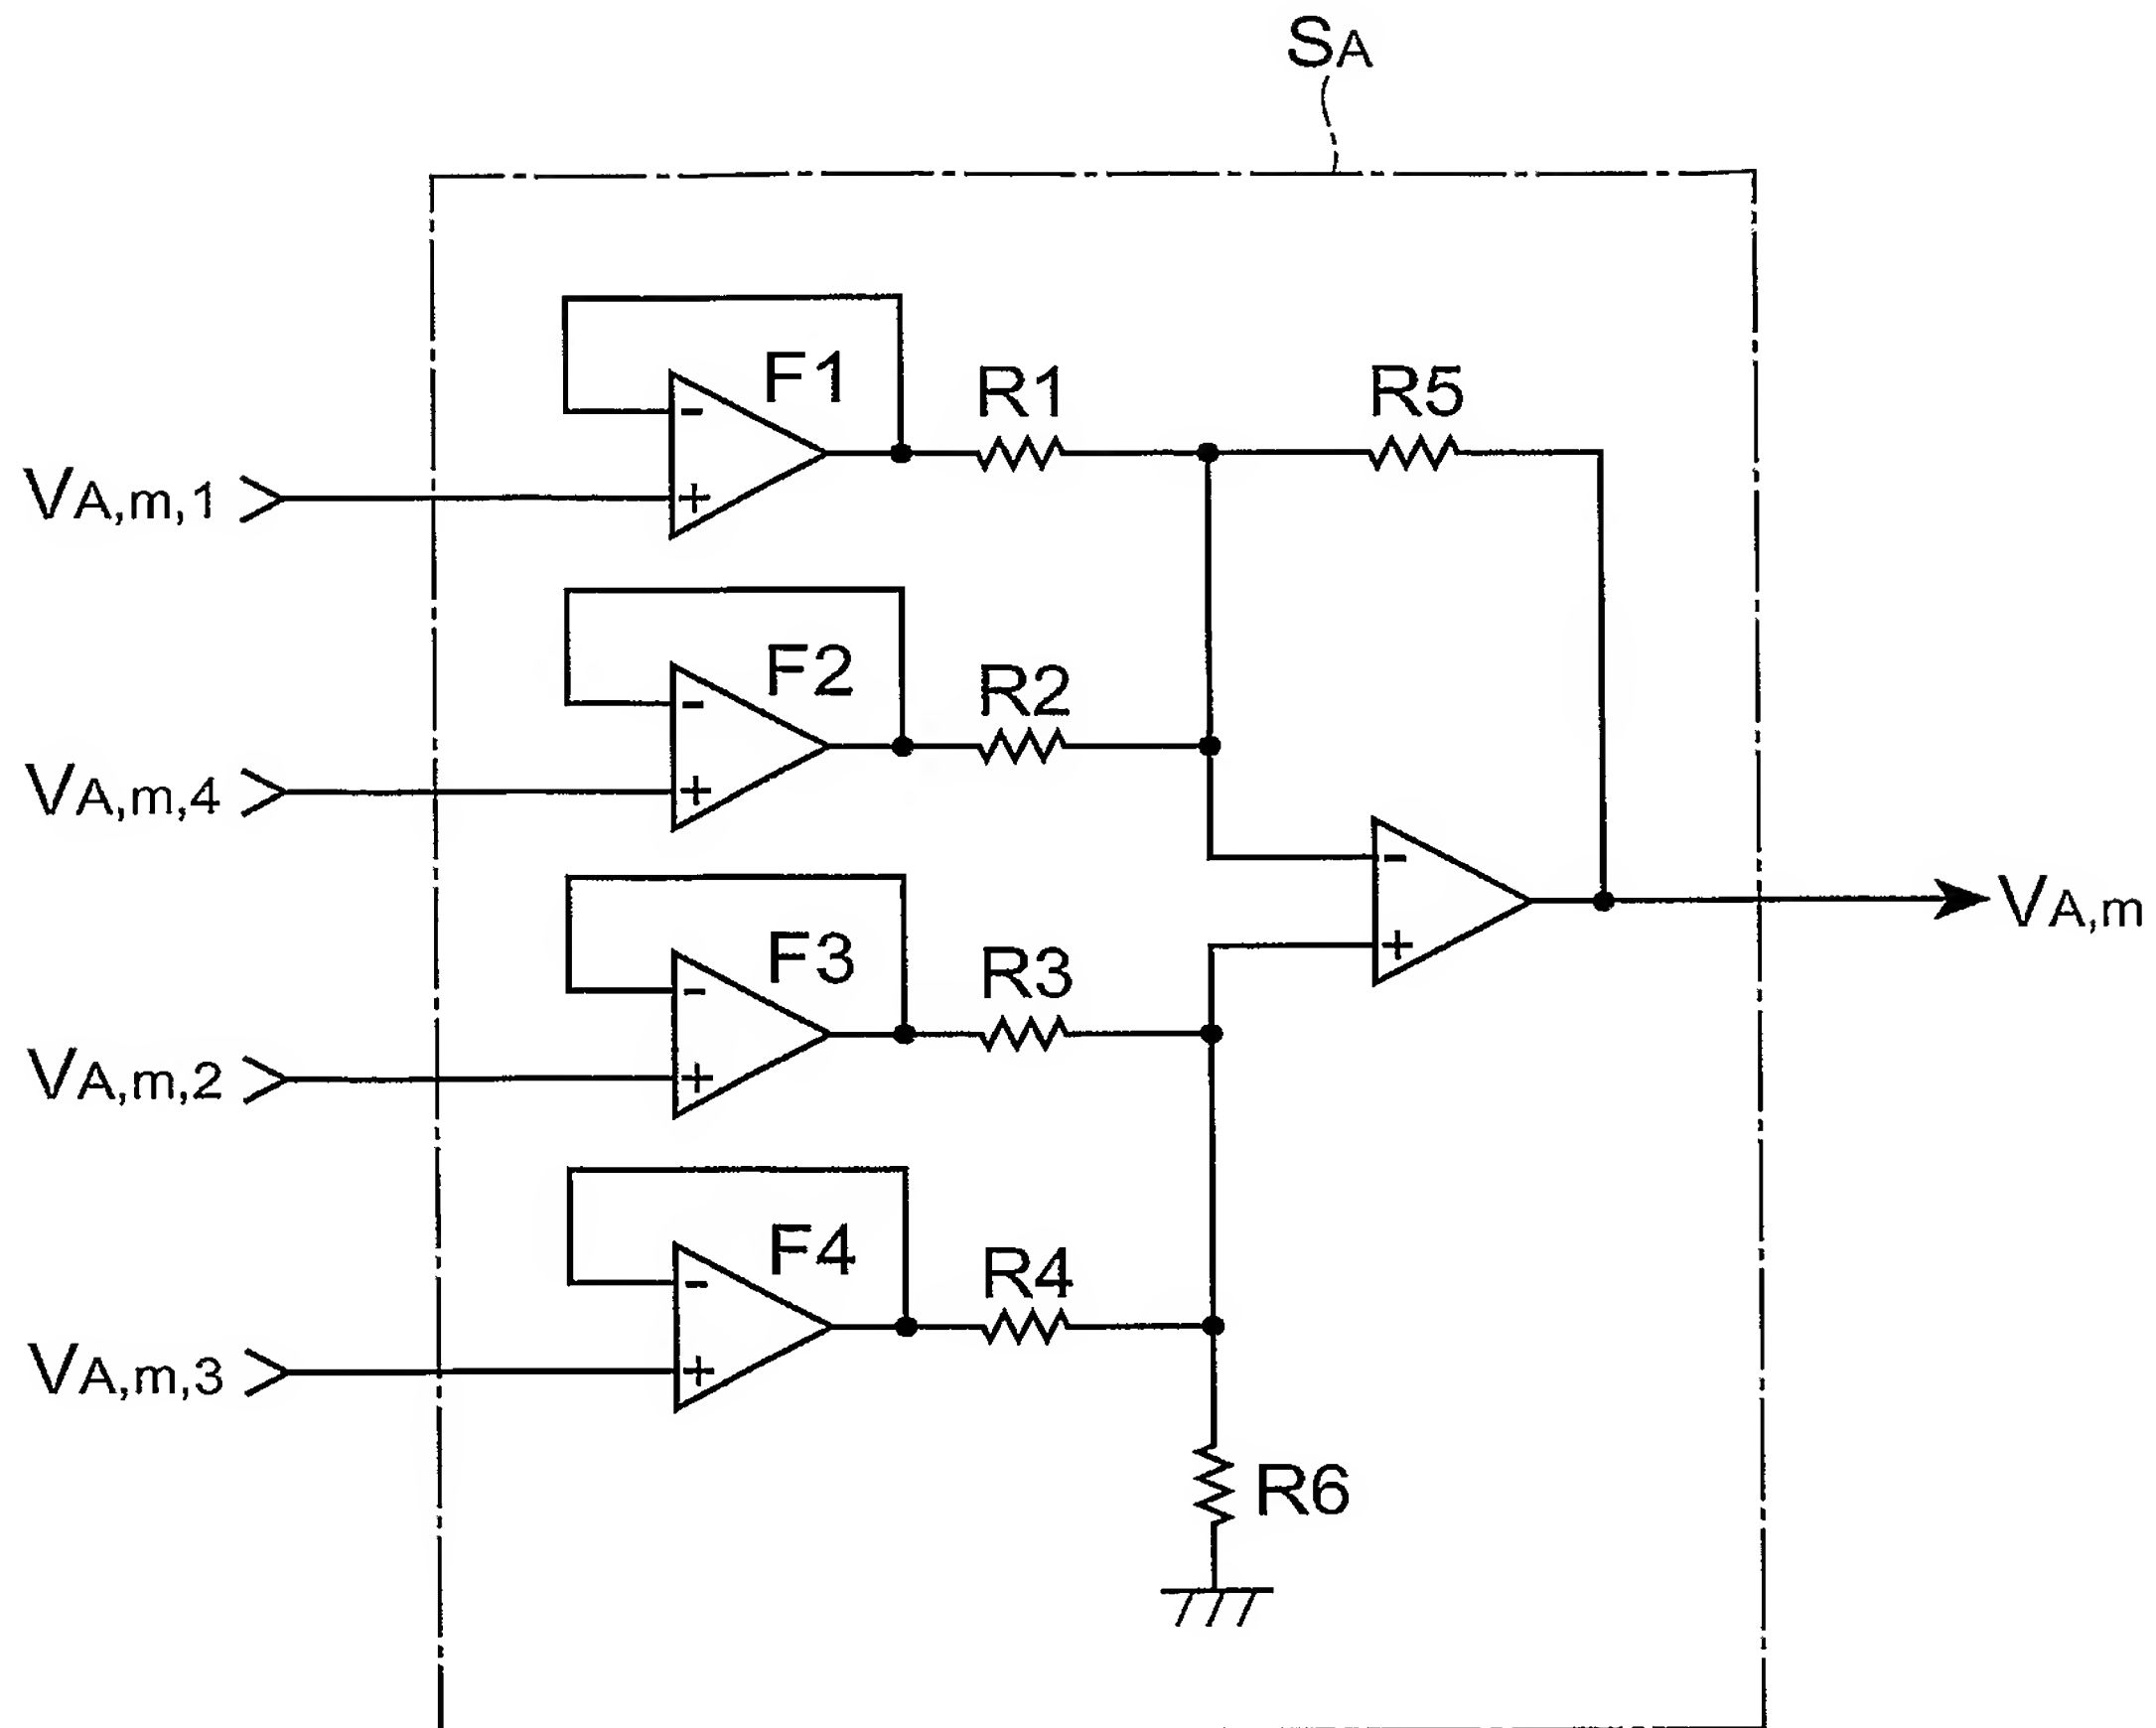 SA
F1
R1
R5
VA,m,1
-
+
F2
R2
VA,m,4
-
+
-
+
VA,m
F3
R3
VA,m,2
-
+
F4
R4
VA,m,3
-
+
R6